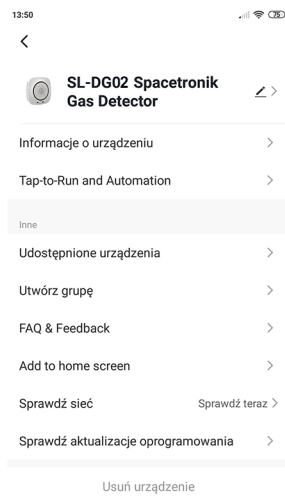 13:50
75
SL-DG02 Spacetronik
Gas Detector
Informacje o urządzeniu
Tap-to-Run and Automation
Inne
Udostępnione urządzenia
Utwórz grupę
FAQ & Feedback
Add to home screen
Sprawdź sieć Sprawdź teraz
Sprawdź aktualizacje oprogramowania
Usuń urządzenie